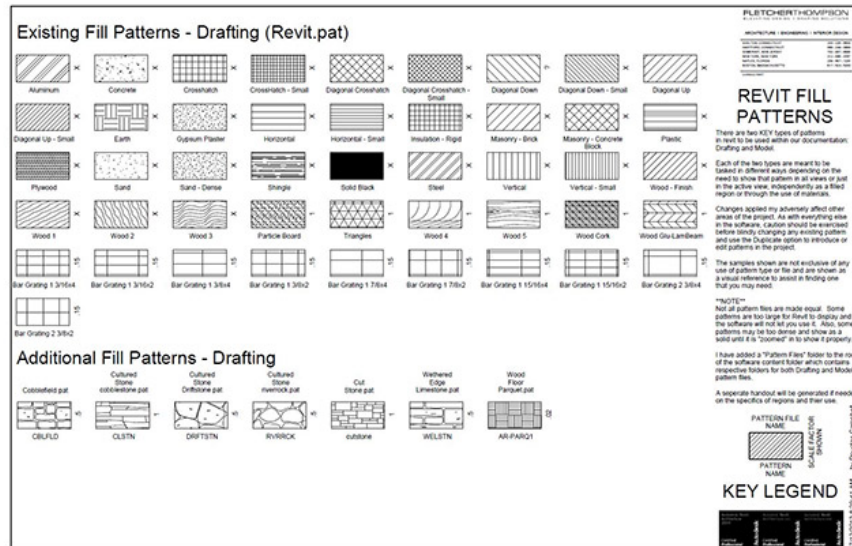 FLETCHERTHOMPSON
ARCHITECTURE | ENGINEERING | INTERIOR DESIGN
Existing Fill Patterns - Drafting (Revit.pat)
Aluminum
Concrete
Crosshatch
CrossHatch - Small
Diagonal Crosshatch
Diagonal Crosshatch - Small
Diagonal Down
Diagonal Down - Small
Diagonal Up
Diagonal Up - Small
Earth
Gypsum Plaster
Horizontal
Horizontal - Small
Insulation - Rigid
Masonry - Brick
Masonry - Concrete Block
Plastic
Plywood
Sand
Sand - Dense
Shingle
Solid Black
Steel
Vertical
Vertical - Small
Wood - Finish
Wood 1
Wood 2
Wood 3
Particle Board
Triangles
Wood 4
Wood 5
Wood Cork
Wood Glu-LamBeam
Bar Grating 1 3/16x4
Bar Grating 1 3/16x2
Bar Grating 1 3/8x4
Bar Grating 1 3/8x2
Bar Grating 1 7/8x4
Bar Grating 1 7/8x2
Bar Grating 1 15/16x4
Bar Grating 1 15/16x2
Bar Grating 2 3/8x4
Bar Grating 2 3/8x2
Additional Fill Patterns - Drafting
Cobblefield.pat
Cultured Stone cobblestone.pat
Cultured Stone Driftstone.pat
Cultured Stone riverrock.pat
Cut Stone.pat
Wethered Edge Limestone.pat
Wood Floor Parquet.pat
CBLFLD
CLSTN
DRFTSTN
RVRRCK
cutstone
WELSTN
AR-PARQ1
REVIT FILL
PATTERNS
There are two KEY types of patterns
in revit to be used within our documentation:
Drafting and Model.
Each of the two types are meant to be
tasked in different ways depending on the
need to show that pattern in all views or just
in the active view, independently as a filled
region or through the use of materials.
Changes applied my adversely affect other
areas of the project. As with everything else
in the software, caution should be exercised
before blindly changing any existing pattern
and use the Duplicate option to introduce or
edit patterns in the project.
The samples shown are not exclusive of any
use of pattern type or file and are shown as
a visual reference to assist in finding one
that you may need.
**NOTE**
Not all pattern files are made equal. Some
patterns are too large for Revit to display and
the software will not let you use it. Also, some
patterns may be too dense and show as a
solid until it is "zoomed" in to show it properly.
I have added a "Pattern Files" folder to the ro
of the software content folder which contains
respective folders for both Drafting and Mode
pattern files.
A seperate handout will be generated if neede
on the specifics of regions and thier use.
PATTERN FILE
NAME
SCALE FACTOR
SHOWN
PATTERN
NAME
KEY LEGEND